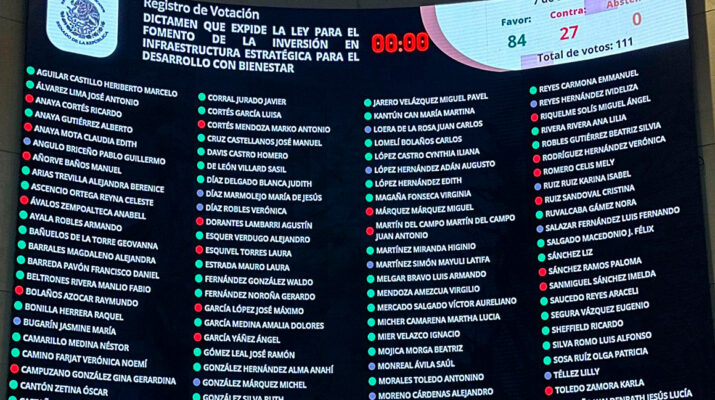 Registro de Votación
DICTAMEN QUE EXPIDE LA LEY PARA EL
FOMENTO DE LA INVERSIÓN EN
INFRAESTRUCTURA ESTRATÉGICA PARA EL
DESARROLLO CON BIENESTAR
00:00
Favor:
84
Contra:
27
0
Total de votos: 111
AGUILAR CASTILLO HERIBERTO MARCELO
ÁLVAREZ LIMA JOSÉ ANTONIO
ANAYA CORTÉS RICARDO
ANAYA GUTIÉRREZ ALBERTO
ANAYA MOTA CLAUDIA EDITH
ANGULO BRICEÑO PABLO GUILLERMO
AÑORVE BAÑOS MANUEL
ARIAS TREVILLA ALEJANDRA BERENICE
ASCENCIO ORTEGA REYNA CELESTE
ÁVALOS ZEMPOALTECA ANABELL
AYALA ROBLES ARMANDO
BAÑUELOS DE LA TORRE GEOVANNA
BARRALES MAGDALENO ALEJANDRA
BARREDA PAVÓN FRANCISCO DANIEL
BELTRONES RIVERA MANLIO FABIO
BOLAÑOS AZOCAR RAYMUNDO
BONILLA HERRERA RAQUEL
BUGARÍN JASMINE MARÍA
CAMARILLO MEDINA NÉSTOR
CAMINO FARJAT VERÓNICA NOEMÍ
CAMPUZANO GONZÁLEZ GINA GERARDINA
CANTÓN ZETINA ÓSCAR
CORRAL JURADO JAVIER
CORTÉS GARCÍA LUISA
CORTÉS MENDOZA MARKO ANTONIO
CRUZ CASTELLANOS JOSÉ MANUEL
DAVIS CASTRO HOMERO
DE LEÓN VILLARD SASIL
DÍAZ DELGADO BLANCA JUDITH
DÍAZ MARMOLEJO MARÍA DE JESÚS
DÍAZ ROBLES VERÓNICA
DORANTES LAMBARRI AGUSTÍN
ESQUER VERDUGO ALEJANDRO
ESQUIVEL TORRES LAURA
ESTRADA MAURO LAURA
FERNÁNDEZ GONZÁLEZ WALDO
FERNÁNDEZ NOROÑA GERARDO
GARCÍA LÓPEZ JOSÉ MÁXIMO
GARCÍA MEDINA AMALIA DOLORES
GARCÍA YÁÑEZ ÁNGEL
GÓMEZ LEAL JOSÉ RAMÓN
GONZÁLEZ HERNÁNDEZ ALMA ANAHÍ
GONZÁLEZ MÁRQUEZ MICHEL
GONZÁLEZ SILVA RUTH
JARERO VELÁZQUEZ MIGUEL PAVEL
KANTÚN CAN MARÍA MARTINA
LOERA DE LA ROSA JUAN CARLOS
LOMELÍ BOLAÑOS CARLOS
LÓPEZ CASTRO CYNTHIA ILIANA
LÓPEZ HERNÁNDEZ ADÁN AUGUSTO
LÓPEZ HERNÁNDEZ EDITH
MAGAÑA FONSECA VIRGINIA
MÁRQUEZ MÁRQUEZ MIGUEL
MARTÍN DEL CAMPO MARTÍN DEL CAMPO
JUAN ANTONIO
MARTÍNEZ MIRANDA HIGINIO
MARTÍNEZ SIMÓN MAYULI LATIFA
MELGAR BRAVO LUIS ARMANDO
MENDOZA AMEZCUA VIRGILIO
MERCADO SALGADO VÍCTOR AURELIANO
MICHER CAMARENA MARTHA LUCIA
MIER VELAZCO IGNACIO
MOJICA MORGA BEATRIZ
MONREAL ÁVILA SAÚL
MORALES TOLEDO ANTONINO
MORENO CÁRDENAS ALEJANDRO
REYES CARMONA EMMANUEL
REYES HERNÁNDEZ IVIDELIZA
RIQUELME SOLÍS MIGUEL ÁNGEL
RIVERA RIVERA ANA LILIA
ROBLES GUTIÉRREZ BEATRIZ SILVIA
RODRÍGUEZ HERNÁNDEZ VERÓNICA
ROMERO CELIS MELY
RUIZ RUIZ KARINA ISABEL
RUIZ SANDOVAL CRISTINA
RUVALCABA GÁMEZ NORA
SALAZAR FERNÁNDEZ LUIS FERNANDO
SALGADO MACEDONIO J. FÉLIX
SÁNCHEZ LIZ
SÁNCHEZ RAMOS PALOMA
SANMIGUEL SÁNCHEZ IMELDA
SAUCEDO REYES ARACELI
SEGURA VÁZQUEZ EUGENIO
SHEFFIELD RICARDO
SILVA ROMO LUIS ALFONSO
SOSA RUÍZ OLGA PATRICIA
TÉLLEZ LILLY
TOLEDO ZAMORA KARLA